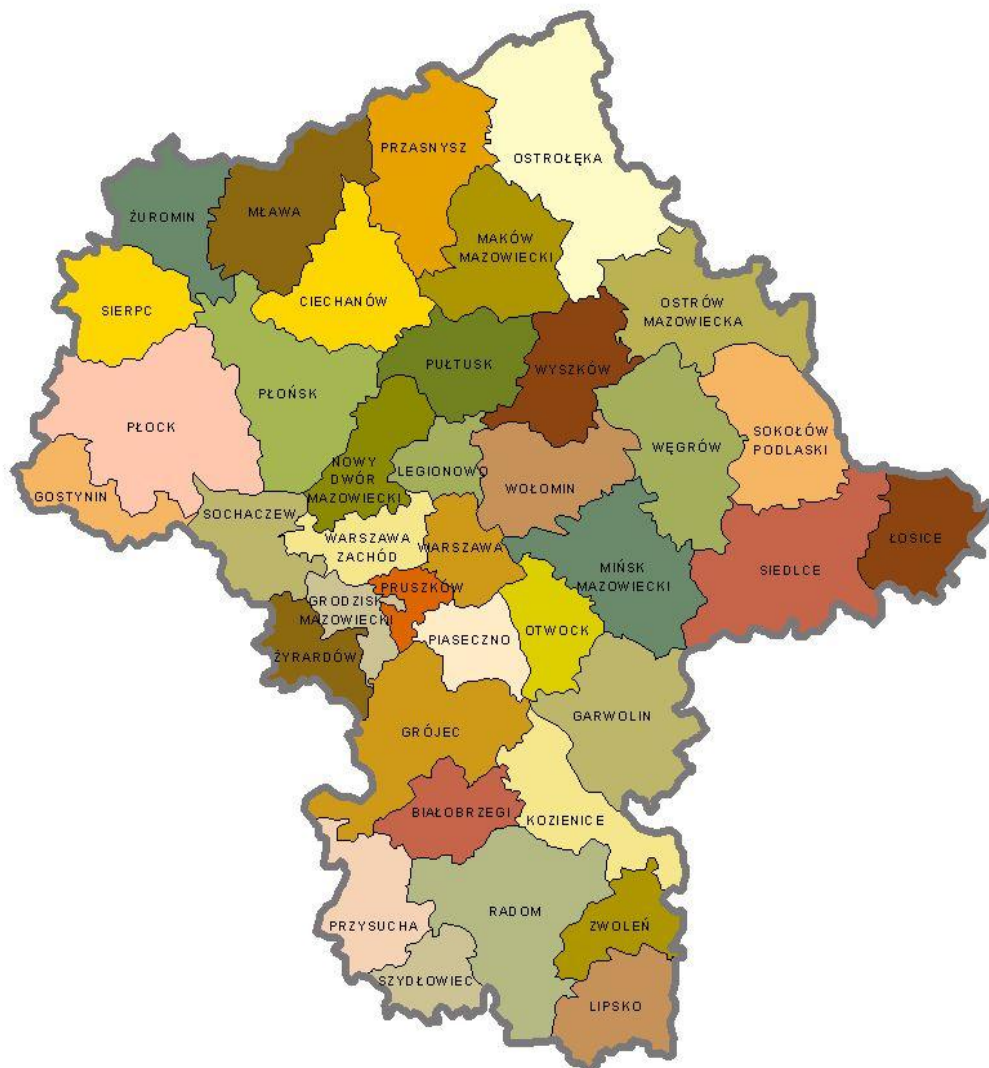 PRZASNYSZ
OSTROŁĘKA
ŻUROMIN
MŁAWA
MAKÓW
MAZOWIECKI
SIERPC
CIECHANÓW
OSTRÓW
MAZOWIECKA
PUŁTUSK
WYSZKÓW
PŁOŃSK
PŁOCK
SOKOŁÓW
PODLASKI
WĘGRÓW
NOWY
DWÓR
MAZOWIECKI
LEGIONOWO
WOŁOMIN
GOSTYNIN
SOCHACZEW
WARSZAWA
ZACHÓD
WARSZAWA
MIŃSK
MAZOWIECKI
SIEDLCE
ŁOSICE
PRUSZKÓW
GRODZISK
MAZOWIECKI
PIASECZNO
OTWOCK
ŻYRARDÓW
GARWOLIN
GRÓJEC
BIAŁOBRZEGI
KOZIENICE
RADOM
PRZYSUCHA
ZWOLEŃ
SZYDŁOWIEC
LIPSKO